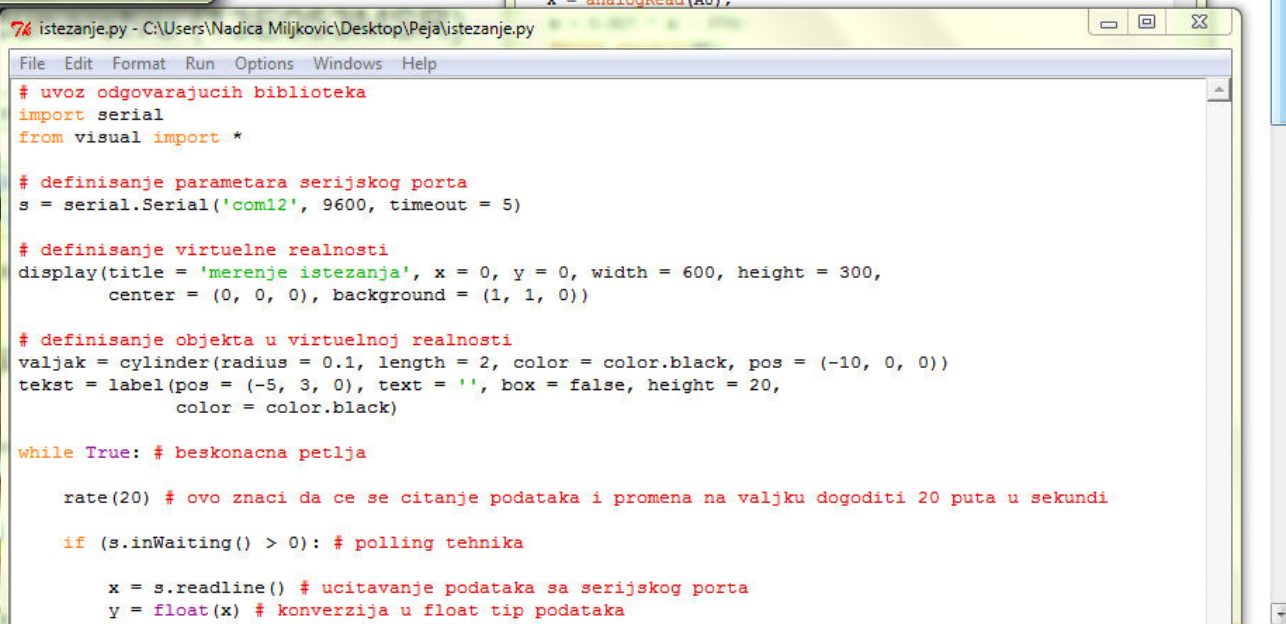 x = analogRead(A0);
istezanje.py - C:\Users\Nadica Miljkovic\Desktop\Peja\istezanje.py
File Edit Format Run Options Windows Help
# uvoz odgovarajucih biblioteka
import serial
from visual import *
# definisanje parametara serijskog porta
s = serial.Serial('com12', 9600, timeout = 5)
# definisanje virtuelne realnosti
display(title = 'merenje istezanja', x = 0, y = 0, width = 600, height = 300,
center = (0, 0, 0), background = (1, 1, 0))
# definisanje objekta u virtuelnoj realnosti
valjak = cylinder(radius = 0.1, length = 2, color = color.black, pos = (-10, 0, 0))
tekst = label(pos = (-5, 3, 0), text = '', box = false, height = 20,
color = color.black)
while True: # beskonacna petlja
rate(20) # ovo znaci da ce se citanje podataka i promena na valjku dogoditi 20 puta u sekundi
if (s.inWaiting() > 0): # polling tehnika
x = s.readline() # ucitavanje podataka sa serijskog porta
y = float(x) # konverzija u float tip podataka